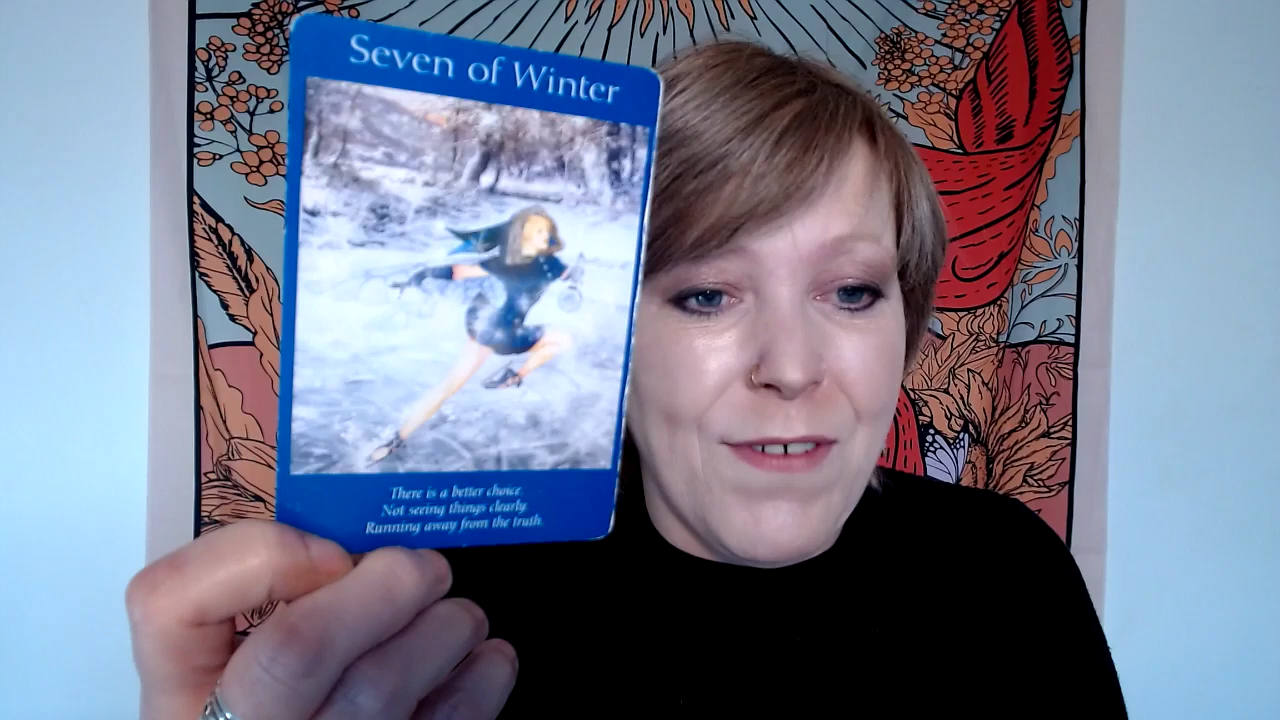 Seven of Winter
There is a better choice.
Not seeing things clearly.
Running away from the truth.